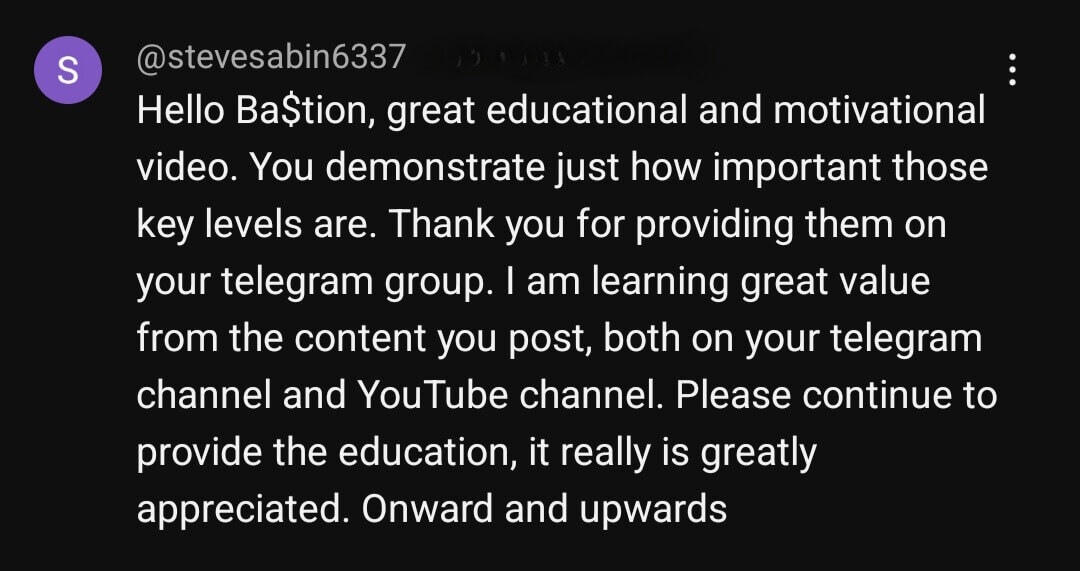 S
@stevesabin6337
Hello Ba$tion, great educational and motivational
video. You demonstrate just how important those
key levels are. Thank you for providing them on
your telegram group. I am learning great value
from the content you post, both on your telegram
channel and YouTube channel. Please continue to
provide the education, it really is greatly
appreciated. Onward and upwards